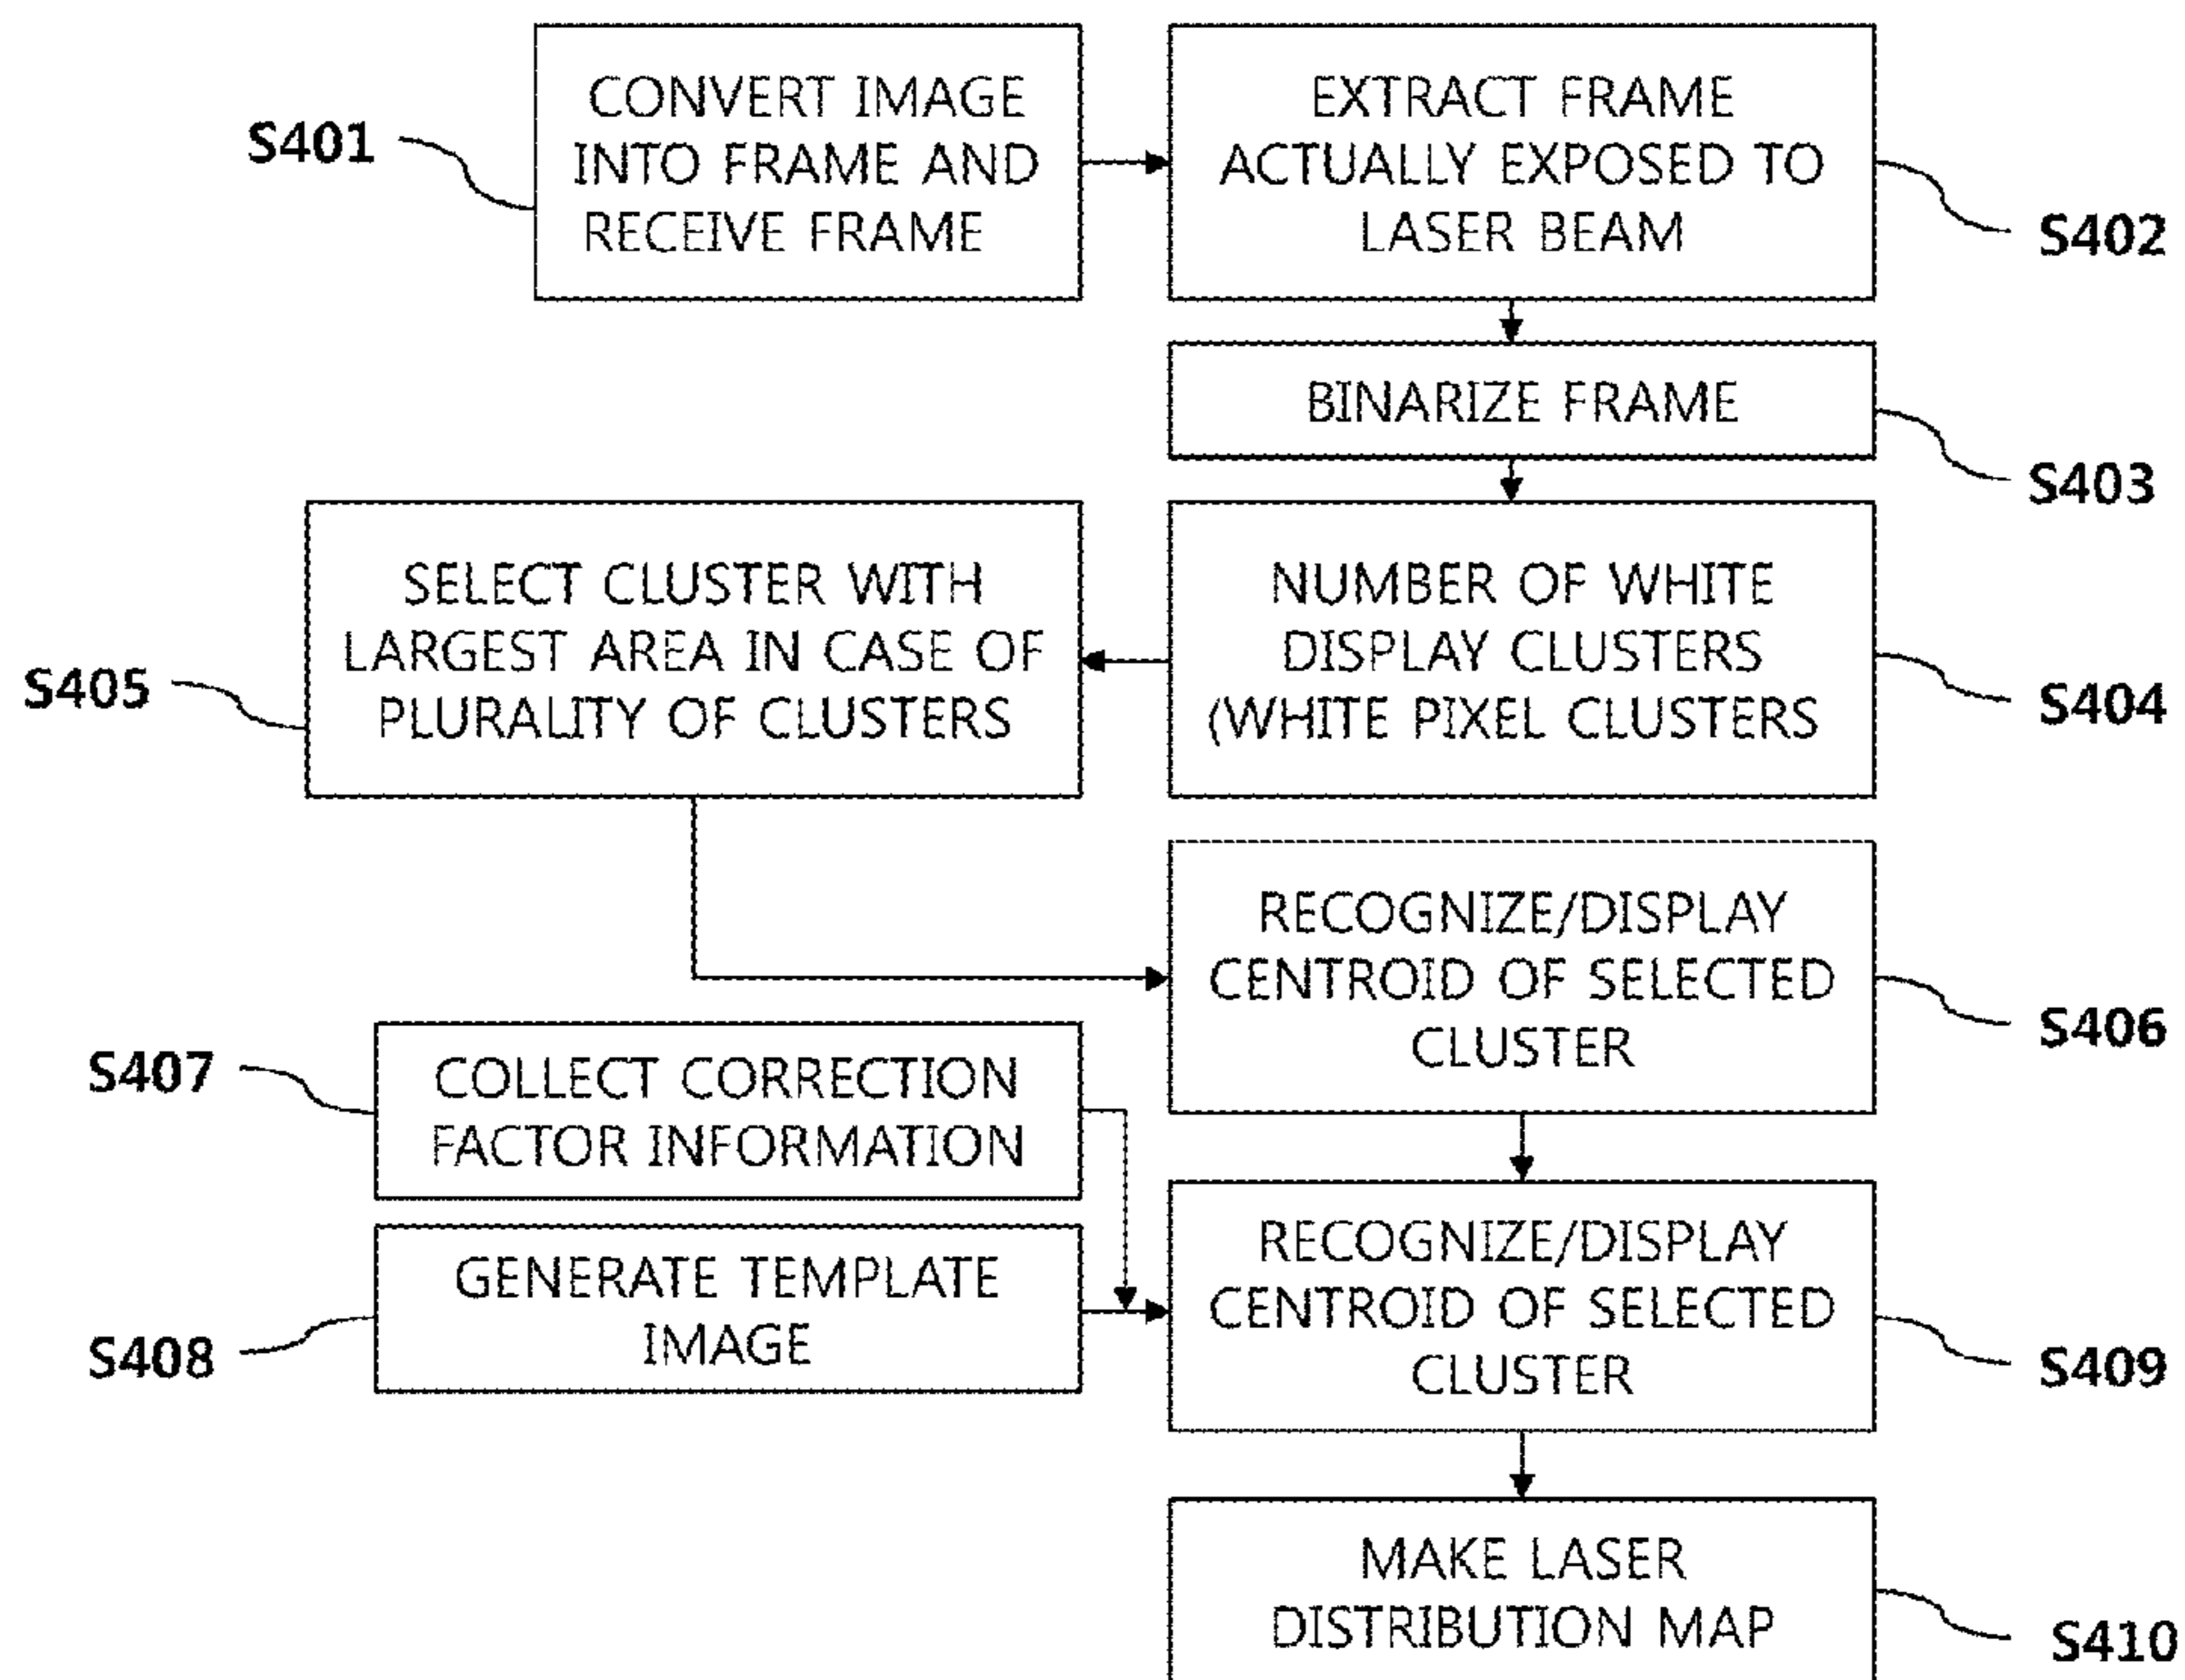 S401
CONVERT IMAGE
INTO FRAME AND
RECEIVE FRAME
EXTRACT FRAME
ACTUALLY EXPOSED TO
LASER BEAM
S402
BINARIZE FRAME
S403
NUMBER OF WHITE
DISPLAY CLUSTERS
(WHITE PIXEL CLUSTERS
S404
SELECT CLUSTER WITH
LARGEST AREA IN CASE OF
PLURALITY OF CLUSTERS
S405
RECOGNIZE/DISPLAY
CENTROID OF SELECTED
CLUSTER
S406
S407
COLLECT CORRECTION
FACTOR INFORMATION
S408
GENERATE TEMPLATE
IMAGE
RECOGNIZE/DISPLAY
CENTROID OF SELECTED
CLUSTER
S409
MAKE LASER
DISTRIBUTION MAP
S410